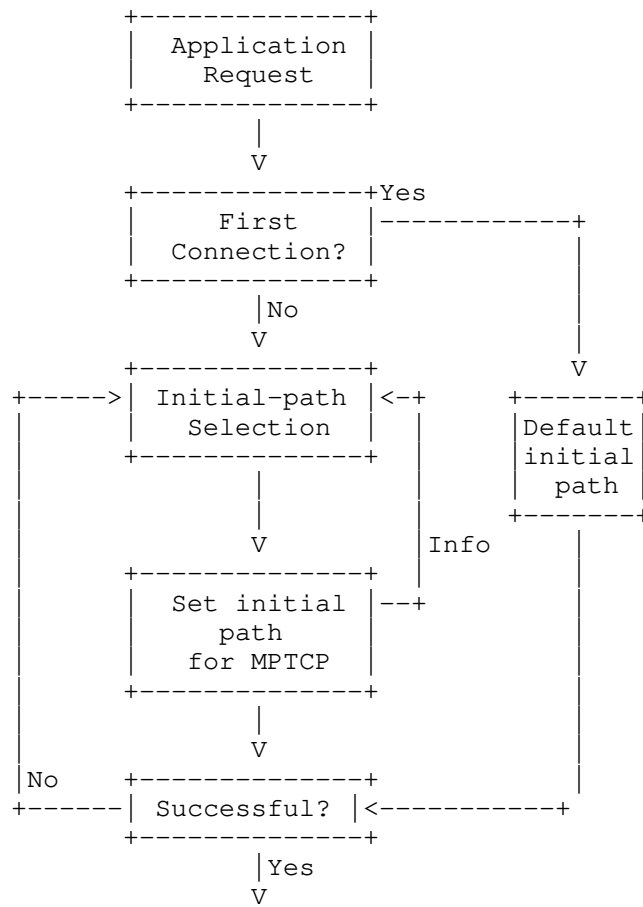 Application
Request
Yes
First
Connection?
No
Initial-path
Selection
Default
initial
path
Info
Set initial
path
for MPTCP
No
Successful?
Yes